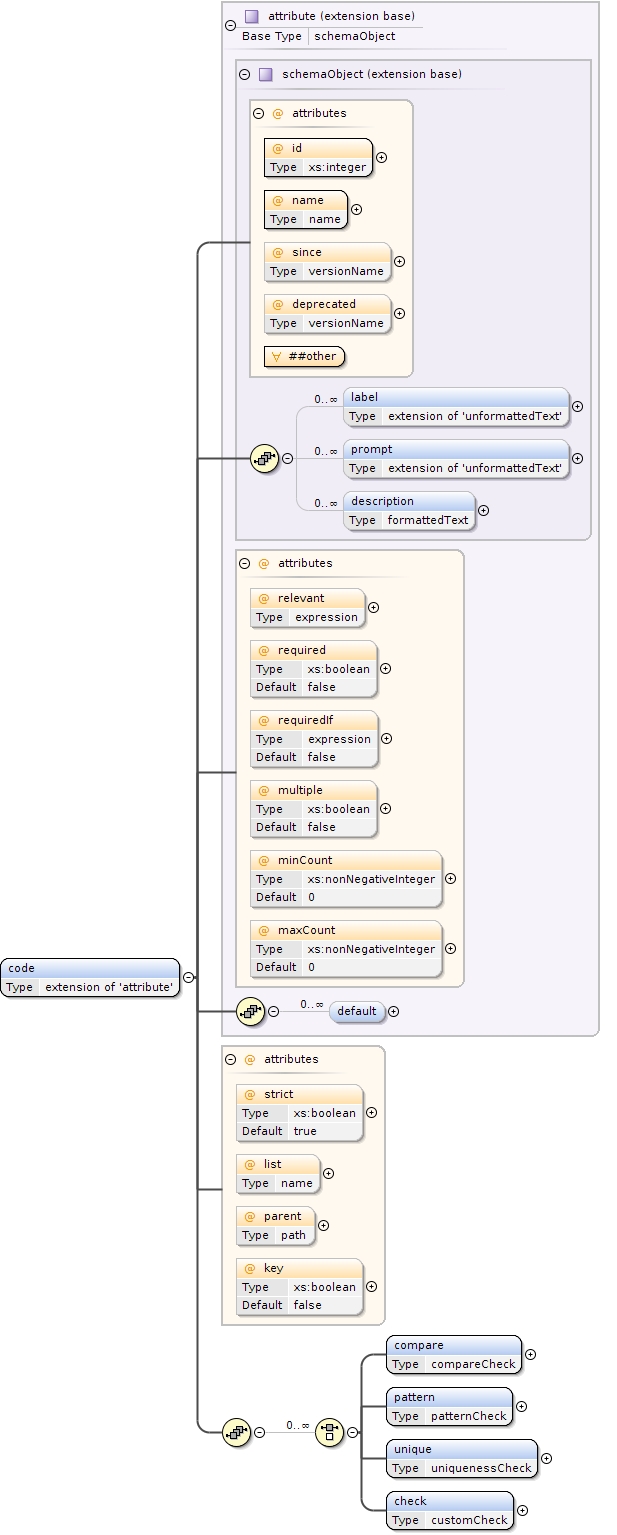 attribute (extension base)
Base Type schemaObject
schemaObject (extension base)
@ attributes
@ id
Type xs:integer
@ name
Type name
@ since
Type versionName
@ deprecated
Type versionName
∀ ##other
0..∞ label
Type extension of 'unformattedText'
0..∞ prompt
Type extension of 'unformattedText'
0..∞ description
Type formattedText
@ attributes
@ relevant
Type expression
@ required
Type xs:boolean
Default false
@ requiredIf
Type expression
Default false
@ multiple
Type xs:boolean
Default false
@ minCount
Type xs:nonNegativeInteger
Default 0
@ maxCount
Type xs:nonNegativeInteger
Default 0
code
Type extension of 'attribute'
0..∞ default
@ attributes
@ strict
Type xs:boolean
Default true
@ list
Type name
@ parent
Type path
@ key
Type xs:boolean
Default false
0..∞
compare
Type compareCheck
pattern
Type patternCheck
unique
Type uniquenessCheck
check
Type customCheck